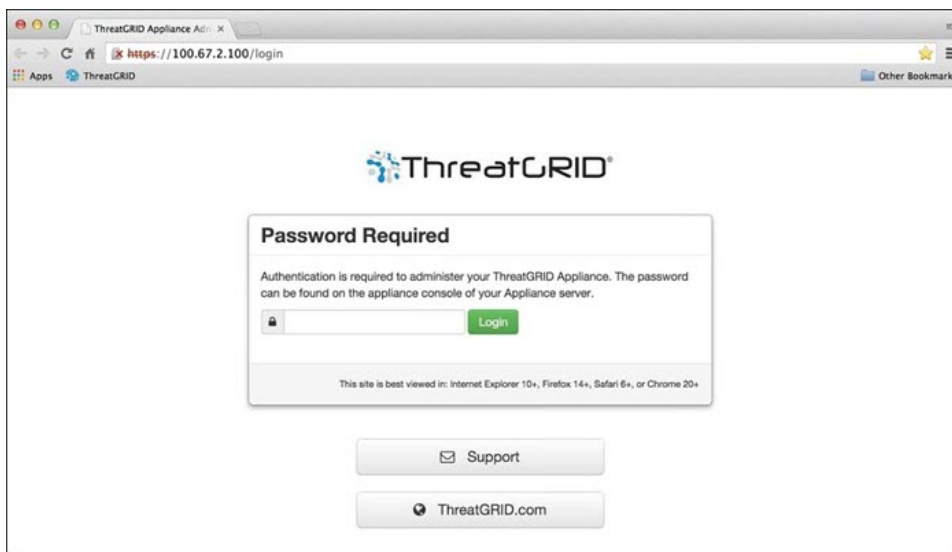 ThreatGRID Appliance Adn
https://100.67.2.100/login
Apps ThreatGRID Other Bookmark
ThreatGRID®
Password Required
Authentication is required to administer your ThreatGRID Appliance. The password
can be found on the appliance console of your Appliance server.
Login
This site is best viewed in: Internet Explorer 10+, Firefox 14+, Safari 6+, or Chrome 20+
Support
ThreatGRID.com